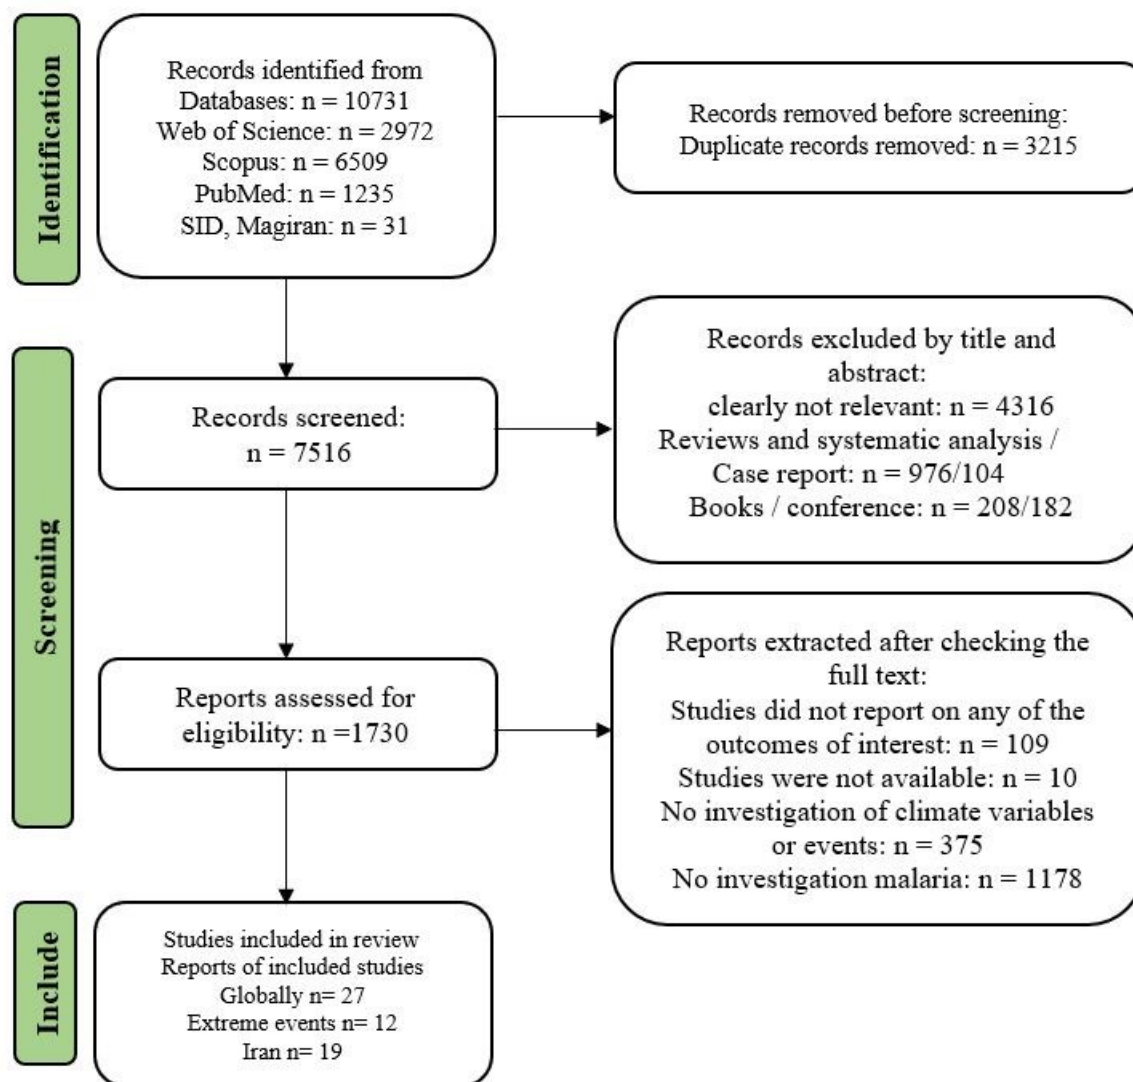 Identification
Records identified from
Databases: n = 10731
Web of Science: n = 2972
Scopus: n = 6509
PubMed: n = 1235
SID, Magiran: n = 31
Records removed before screening:
Duplicate records removed: n = 3215
Screening
Records screened:
n = 7516
Records excluded by title and
abstract:
clearly not relevant: n = 4316
Reviews and systematic analysis /
Case report: n = 976/104
Books / conference: n = 208/182
Reports assessed for
eligibility: n =1730
Reports extracted after checking the
full text:
Studies did not report on any of the
outcomes of interest: n = 109
Studies were not available: n = 10
No investigation of climate variables
or events: n = 375
No investigation malaria: n = 1178
Include
Studies included in review
Reports of included studies
Globally n= 27
Extreme events n= 12
Iran n= 19